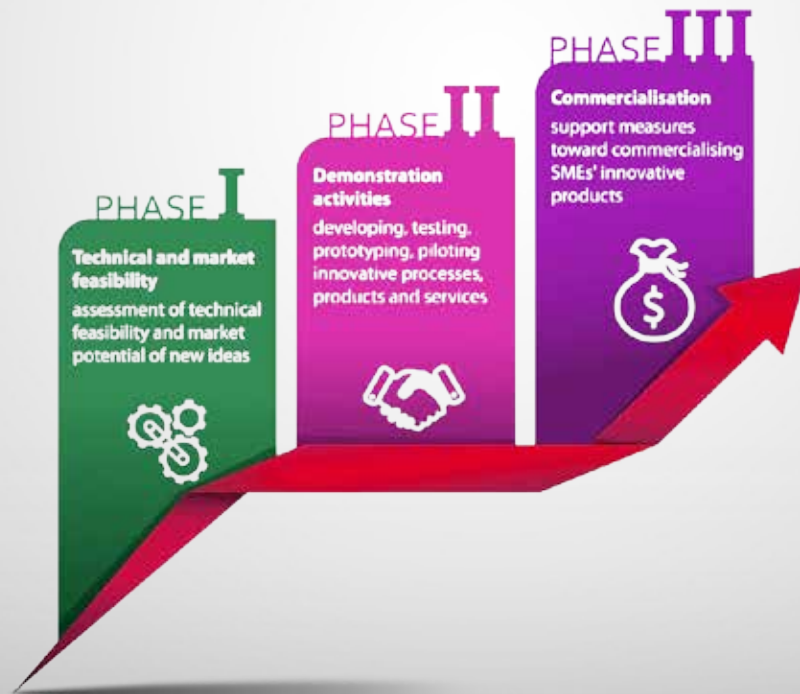 PHASE I
Technical and market
feasibility
assessment of technical
feasibility and market
potential of new ideas
PHASE II
Demonstration
activities
developing, testing,
prototyping, piloting
innovative processes,
products and services
PHASE III
Commercialisation
support measures
toward commercialising
SMEs' innovative
products
$